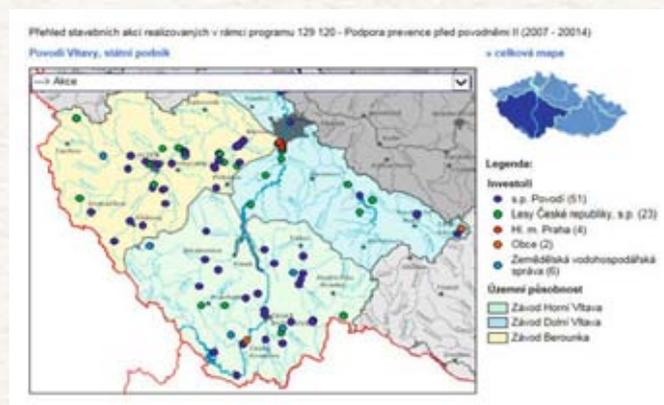 Přehled stavebních akcí realizovaných v rámci programu 129 120 - Podpora prevence před povodněmi II (2007 - 20014)
Povodí Vltavy, státní podnik
» celková mapa
---> Akce
Legenda:
Investoři
s.p. Povodí (51)
Lesy České republiky, s.p. (23)
Hl. m. Praha (4)
Obce (2)
Zemědělská vodohospodářská
správa (6)
Územní působnost
Závod Horní Vltava
Závod Dolní Vltava
Závod Berounka